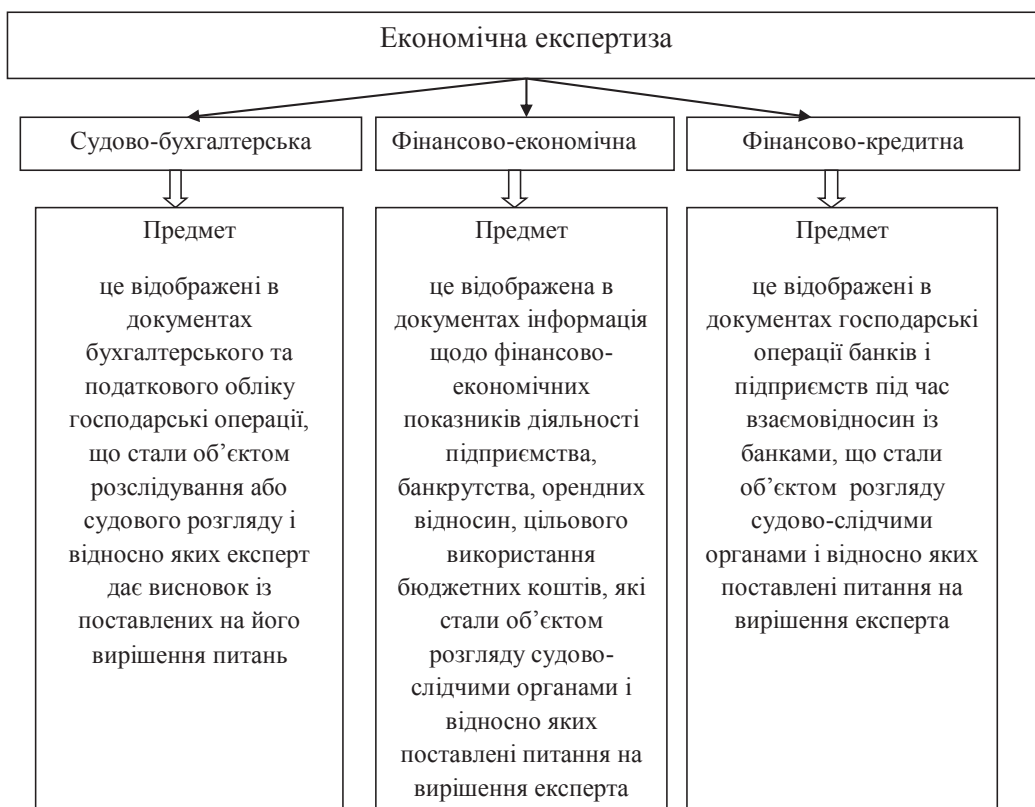 Економічна експертиза
Судово-бухгалтерська
Фінансово-економічна
Фінансово-кредитна
Предмет
це відображені в
документах
бухгалтерського та
податкового обліку
господарські операції,
що стали об’єктом
розслідування або
судового розгляду і
відносно яких експерт
дає висновок із
поставлених на його
вирішення питань
Предмет
це відображена в
документах інформація
щодо фінансово-
економічних
показників діяльності
підприємства,
банкрутства, орендних
відносин, цільового
використання
бюджетних коштів, які
стали об’єктом
розгляду судово-
слідчими органами і
відносно яких
поставлені питання на
вирішення експерта
Предмет
це відображені в
документах господарські
операції банків і
підприємств під час
взаємовідносин із
банками, що стали
об’єктом розгляду
судово-слідчими
органами і відносно яких
поставлені питання на
вирішення експерта